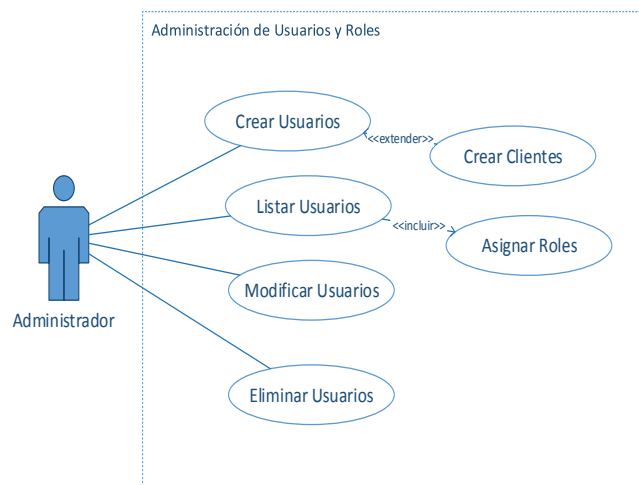 Administración de Usuarios y Roles
Crear Usuarios
<<extender>>
Crear Clientes
Listar Usuarios
<<incluir>>
Asignar Roles
Modificar Usuarios
Administrador
Eliminar Usuarios